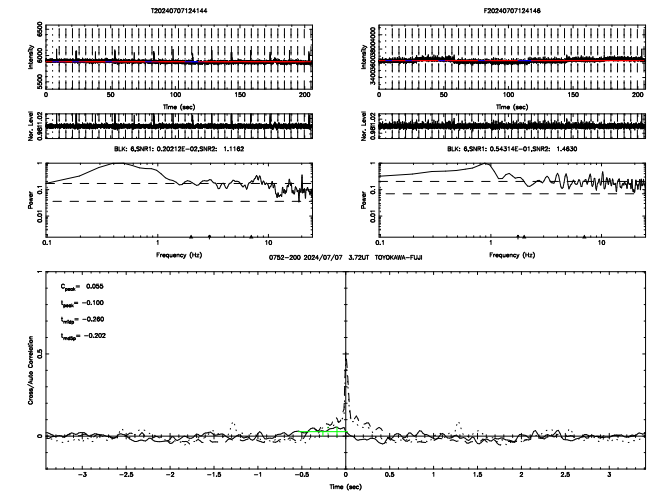 T20240707124144
F20240707124146
6500
6000
5500
Intensity
0
50
100
150
200
Time (sec)
Intensity
0
50
100
150
200
Time (sec)
Nor. Level
Nor. Level
BLK: 6,SNR1: 0.20212E-02,SNR2: 1.1162
BLK: 6,SNR1: 0.54314E-01,SNR2: 1.4630
1
0.1
0.01
Power
0.1
1
10
Frequency (Hz)
1
0.1
0.01
Power
0.1
1
10
Frequency (Hz)
0752-200 2024/07/07 3.72UT TOYOKAWA-FUJI
Cpeak= 0.055
tpeak= -0.100
-0.260
-0.202
1
0.5
0
Cross/Auto Correlation
-3
-2.5
-2
-1.5
-1
-0.5
0
0.5
1
1.5
2
2.5
3
Time (sec)